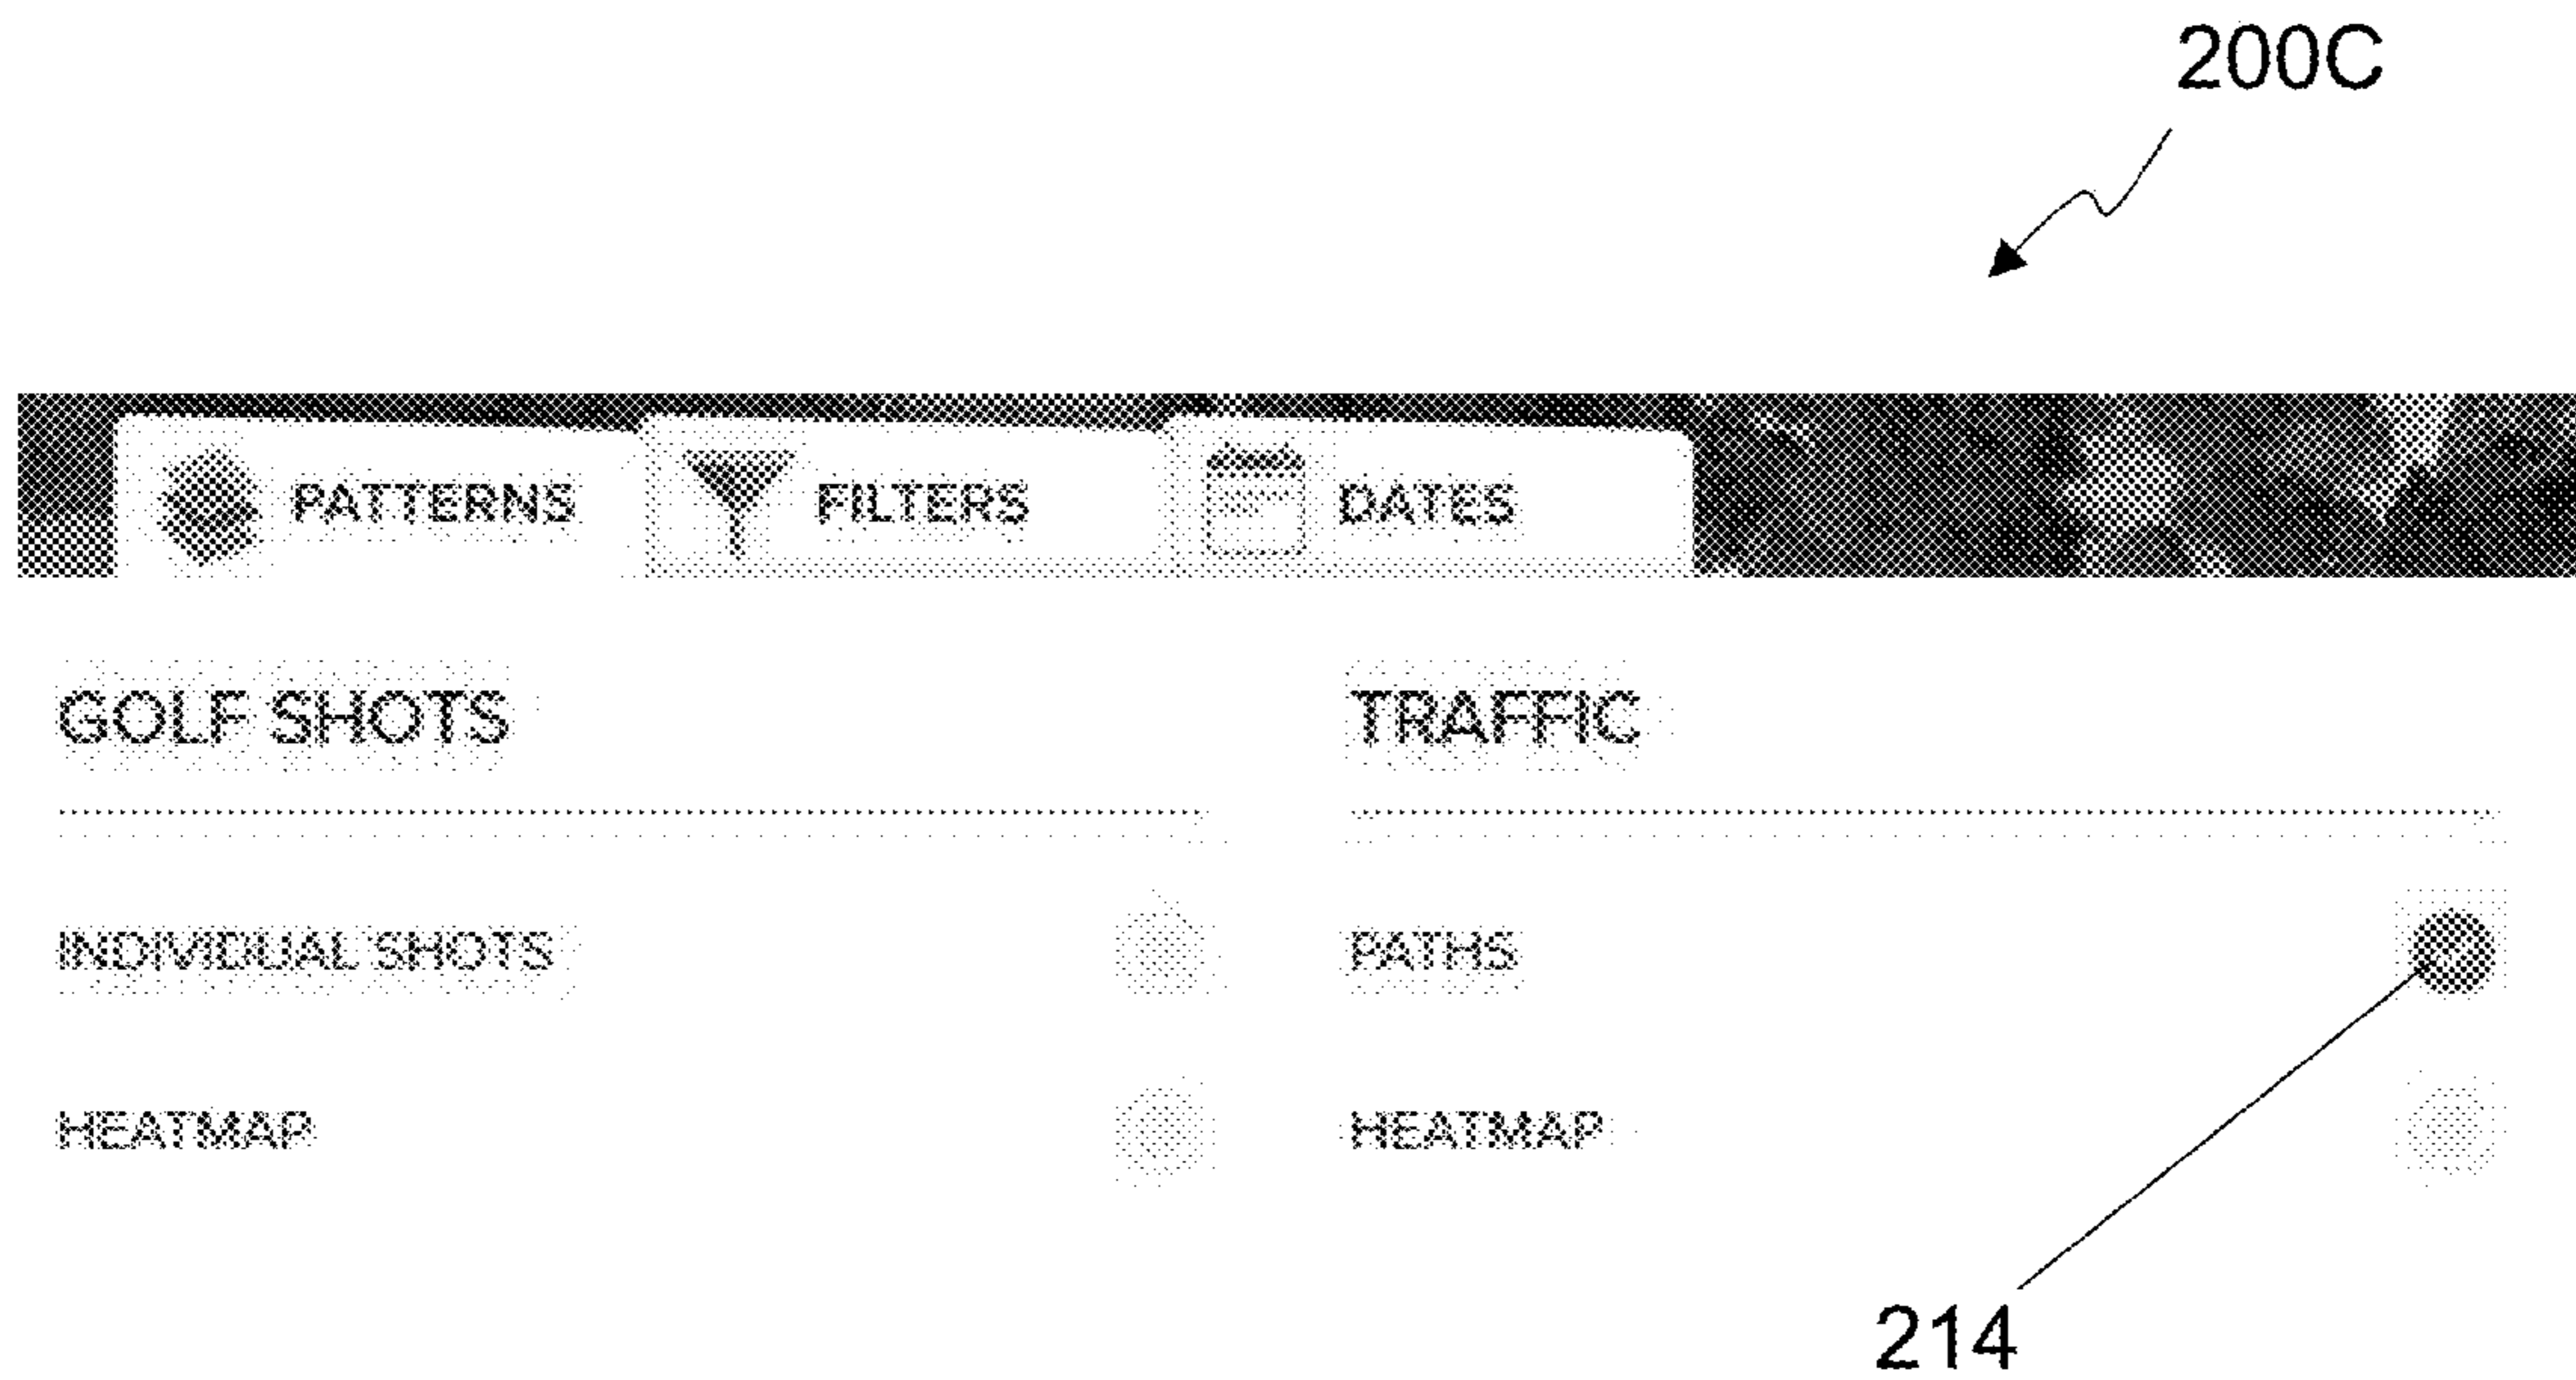 200C
PATTERNS FILTERS DATES
GOLF SHOTS TRAFFIC
INDIVIDUAL SHOTS PATHS
HEATMAP HEATMAP
214